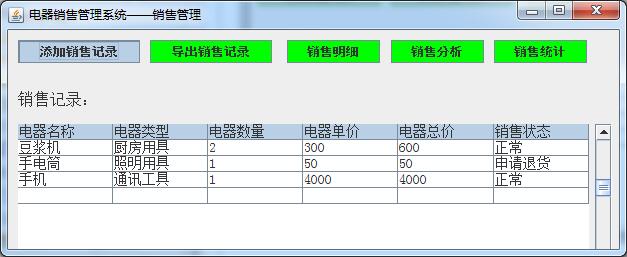 电器销售管理系统——销售管理
添加销售记录 导出销售记录 销售明细 销售分析 销售统计
销售记录：
电器名称 电器类型 电器数量 电器单价 电器总价 销售状态
豆浆机 厨房用具 2 300 600 正常
手电筒 照明用具 1 50 50 申请退货
手机 通讯工具 1 4000 4000 正常